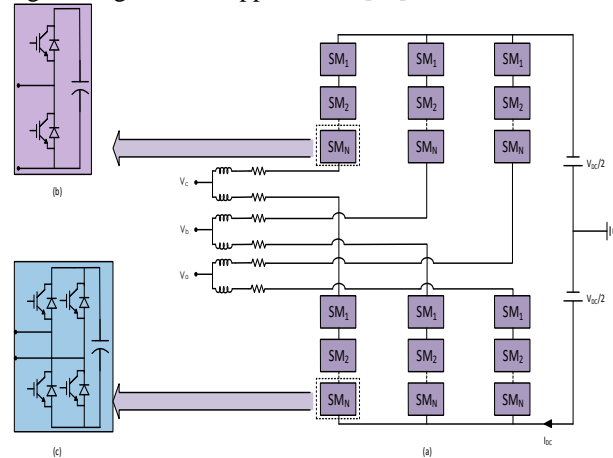 SM1 SM1 SM1
SM2 SM2 SM2
SMN SMN SMN
VDC/2
(b)
Vc
Vb
Va
VDC/2
SM1 SM1 SM1
SM2 SM2 SM2
SMN SMN SMN
IDC
(c)
(a)